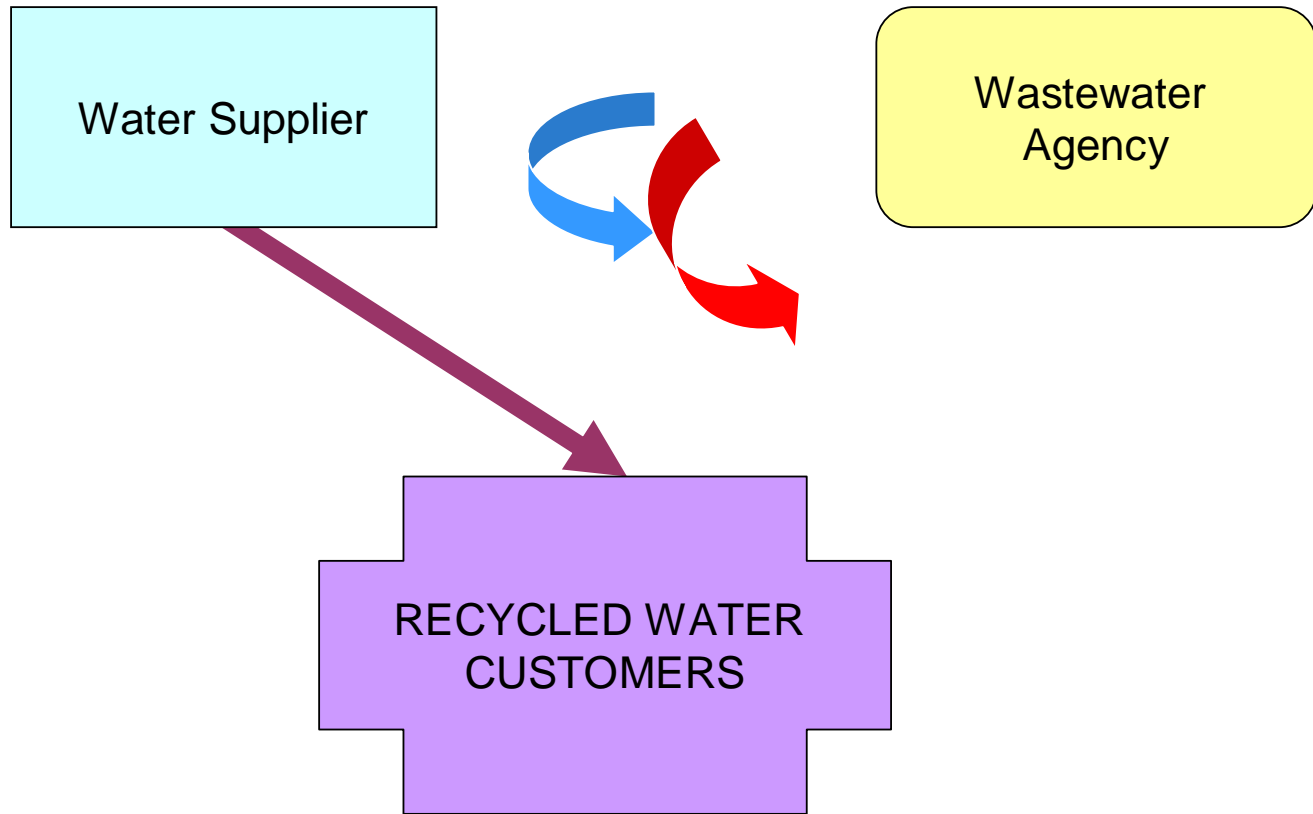 Water Supplier
Wastewater
Agency
RECYCLED WATER
CUSTOMERS